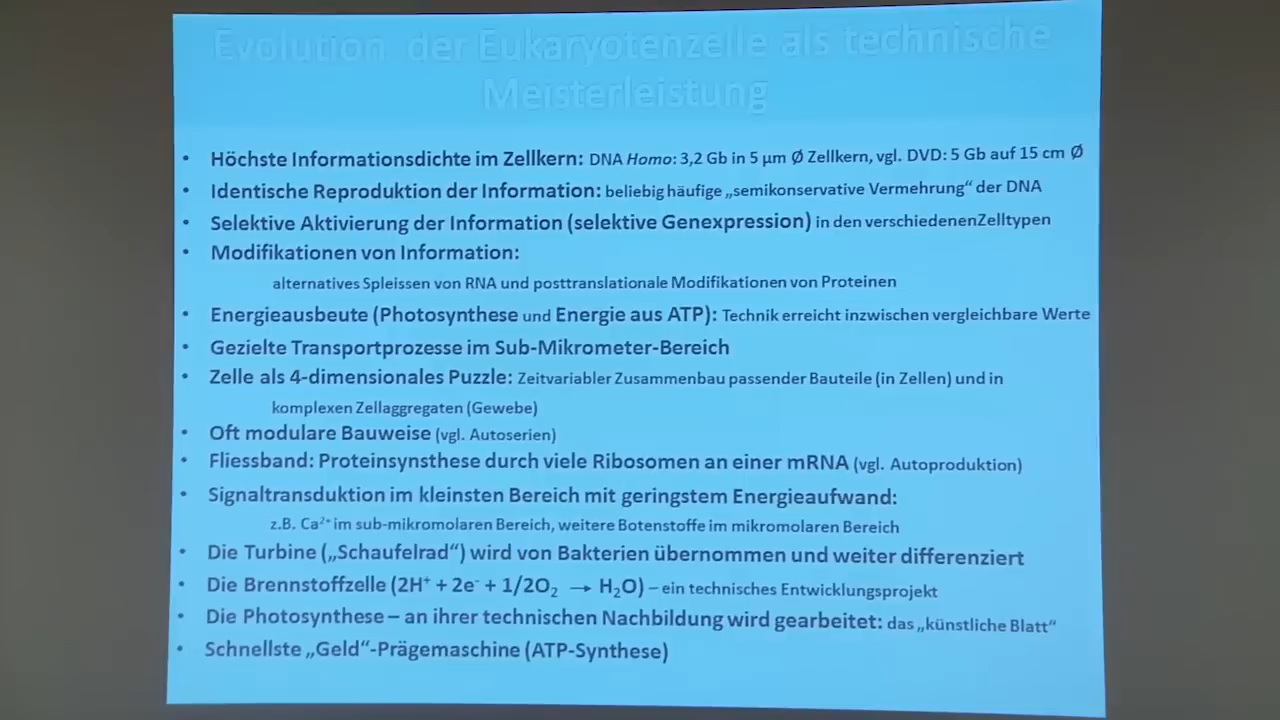 Evolution der Eukaryotenzelle als technische
Meisterleistung
• Höchste Informationsdichte im Zellkern: DNA Homo: 3,2 Gb in 5 µm Ø Zellkern, vgl. DVD: 5 Gb auf 15 cm Ø
• Identische Reproduktion der Information: beliebig häufige „semikonservative Vermehrung“ der DNA
• Selektive Aktivierung der Information (selektive Genexpression) in den verschiedenenZelltypen
• Modifikationen von Information:
alternatives Spleissen von RNA und posttranslationale Modifikationen von Proteinen
• Energieausbeute (Photosynthese und Energie aus ATP): Technik erreicht inzwischen vergleichbare Werte
• Gezielte Transportprozesse im Sub-Mikrometer-Bereich
• Zelle als 4-dimensionales Puzzle: Zeitvariabler Zusammenbau passender Bauteile (in Zellen) und in
komplexen Zellaggregaten (Gewebe)
• Oft modulare Bauweise (vgl. Autoserien)
• Fliessband: Proteinsynsthese durch viele Ribosomen an einer mRNA (vgl. Autoproduktion)
• Signaltransduktion im kleinsten Bereich mit geringstem Energieaufwand:
z.B. Ca²⁺ im sub-mikromolaren Bereich, weitere Botenstoffe im mikromolaren Bereich
• Die Turbine („Schaufelrad“) wird von Bakterien übernommen und weiter differenziert
• Die Brennstoffzelle (2H⁺ + 2e⁻ + 1/2O₂ → H₂O) – ein technisches Entwicklungsprojekt
• Die Photosynthese – an ihrer technischen Nachbildung wird gearbeitet: das „künstliche Blatt“
• Schnellste „Geld“-Prägemaschine (ATP-Synthese)